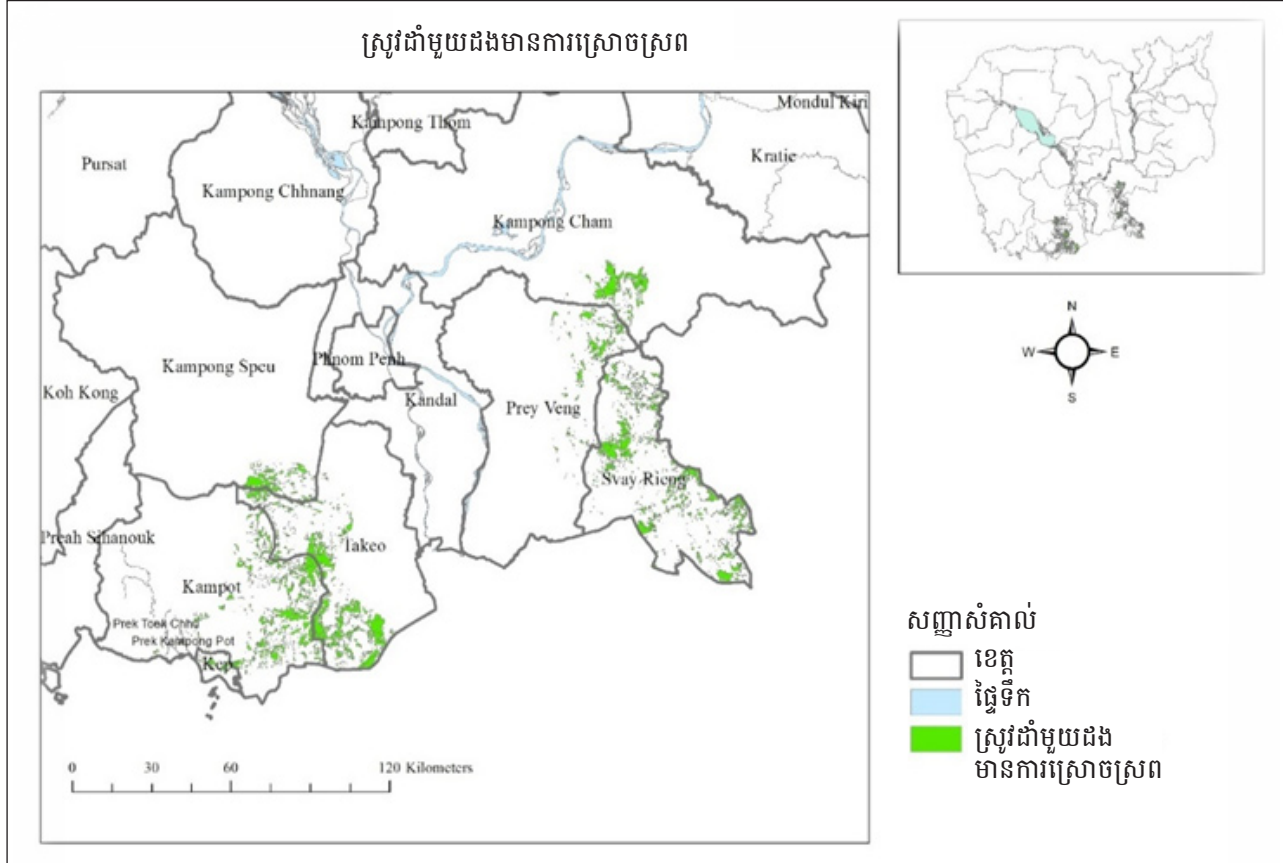 ស្រូវដាំមួយដងមានការស្រោចស្រព
Mondul Kiri
Kampong Thom
Pursat
Kratie
Kampong Chhnang
Kampong Cham
N
W
E
S
Phnom Penh
Kampong Speu
Koh Kong
Kandal
Prey Veng
Svay Rieng
Preah Sihanouk
Takeo
Kampot
Prek Toek Chhu
Prek Kampong Pot
Kep
សញ្ញាសំគាល់
ខេត្ត
ផ្ទៃទឹក
ស្រូវដាំមួយដង
មានការស្រោចស្រព
0 30 60 120 Kilometers